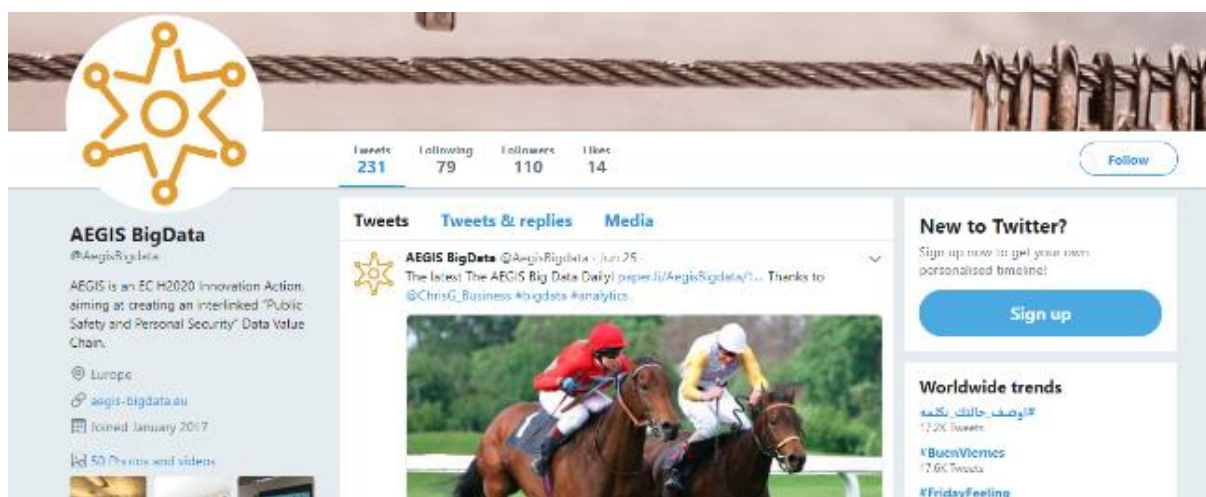 Tweets
231
Following
79
Followers
110
Likes
14
Follow
AEGIS BigData
@AegisBigdata
AEGIS is an EC H2020 Innovation Action,
aiming at creating an interlinked "Public
Safety and Personal Security" Data Value
Chain.
Europe
aegis-bigdata.eu
Joined January 2017
50 Photos and videos
Tweets Tweets & replies Media
AEGIS BigData @AegisBigdata · Jun 25
The latest The AEGIS Big Data Daily! paper.li/AegisBigdata/1... Thanks to
@ChrisG_Business #bigdata #analytics
1
New to Twitter?
Sign up now to get your own
personalised timeline!
Sign up
Worldwide trends
#اوصف_حالتك_بكلمة
17.2K Tweets
#BuenViernes
17.6K Tweets
#FridayFeeling